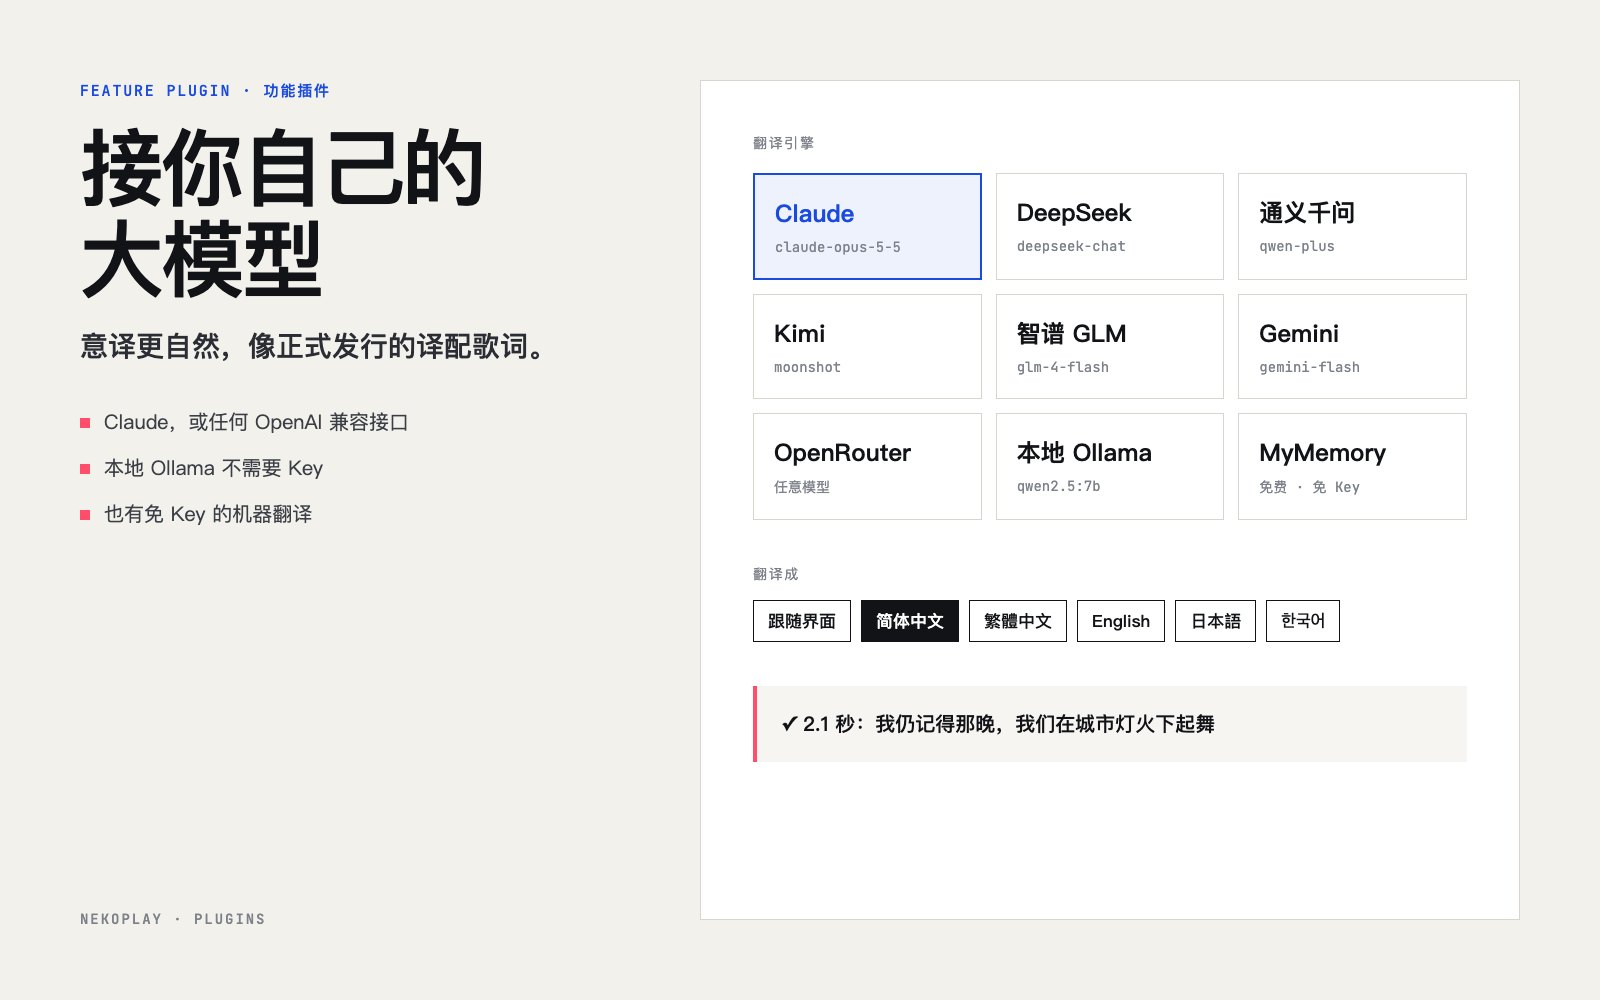 FEATURE PLUGIN · 功能插件
接你自己的
大模型
意译更自然，像正式发行的译配歌词。
Claude，或任何 OpenAI 兼容接口
本地 Ollama 不需要 Key
也有免 Key 的机器翻译
NEKOPLAY · PLUGINS
翻译引擎
Claude
claude-opus-5-5
DeepSeek
deepseek-chat
通义千问
qwen-plus
Kimi
moonshot
智谱 GLM
glm-4-flash
Gemini
gemini-flash
OpenRouter
任意模型
本地 Ollama
qwen2.5:7b
MyMemory
免费 · 免 Key
翻译成
跟随界面
简体中文
繁體中文
English
日本語
한국어
✓ 2.1 秒：我仍记得那晚，我们在城市灯火下起舞